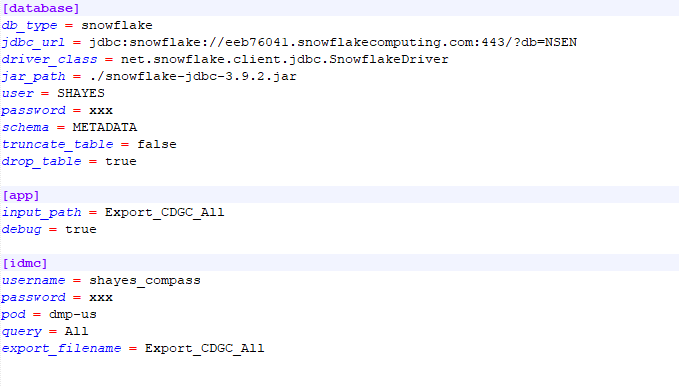 [database]
db_type = snowflake
jdbc_url = jdbc:snowflake://eeb76041.snowflakecomputing.com:443/?db=NSEN
driver_class = net.snowflake.client.jdbc.SnowflakeDriver
jar_path = ./snowflake-jdbc-3.9.2.jar
user = SHAYES
password = xxx
schema = METADATA
truncate_table = false
drop_table = true
[app]
input_path = Export_CDGC_All
debug = true
[idmc]
username = shayes_compass
password = xxx
pod = dmp-us
query = All
export_filename = Export_CDGC_All